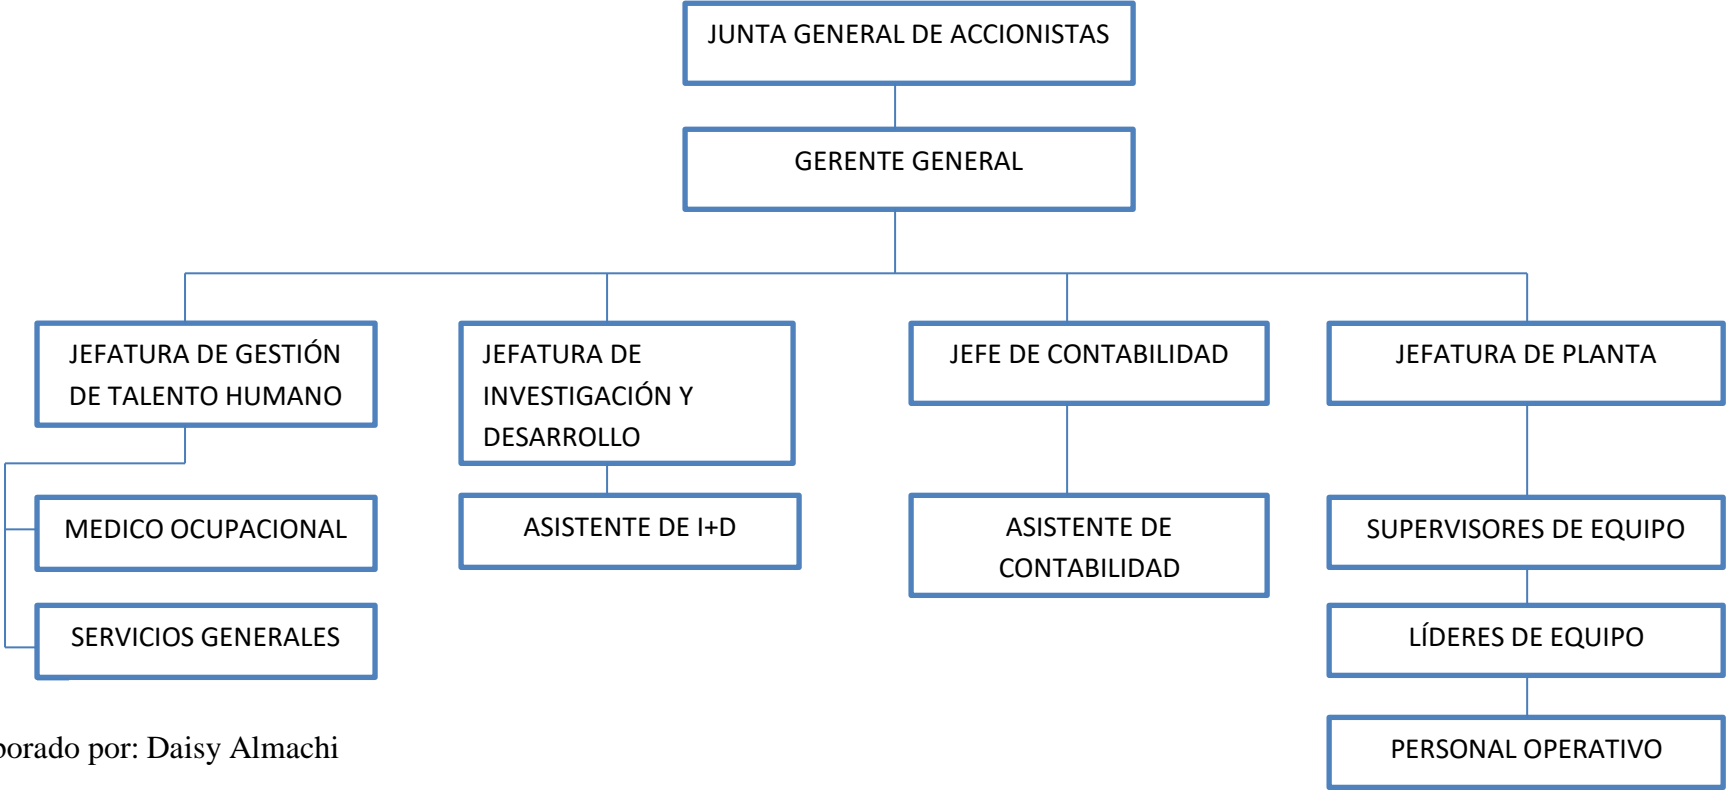 JUNTA GENERAL DE ACCIONISTAS
GERENTE GENERAL
JEFATURA DE GESTIÓN
DE TALENTO HUMANO
JEFATURA DE
INVESTIGACIÓN Y
DESARROLLO
JEFE DE CONTABILIDAD
JEFATURA DE PLANTA
MEDICO OCUPACIONAL
ASISTENTE DE I+D
ASISTENTE DE
CONTABILIDAD
SUPERVISORES DE EQUIPO
SERVICIOS GENERALES
LÍDERES DE EQUIPO
PERSONAL OPERATIVO
por: Daisy Almachi